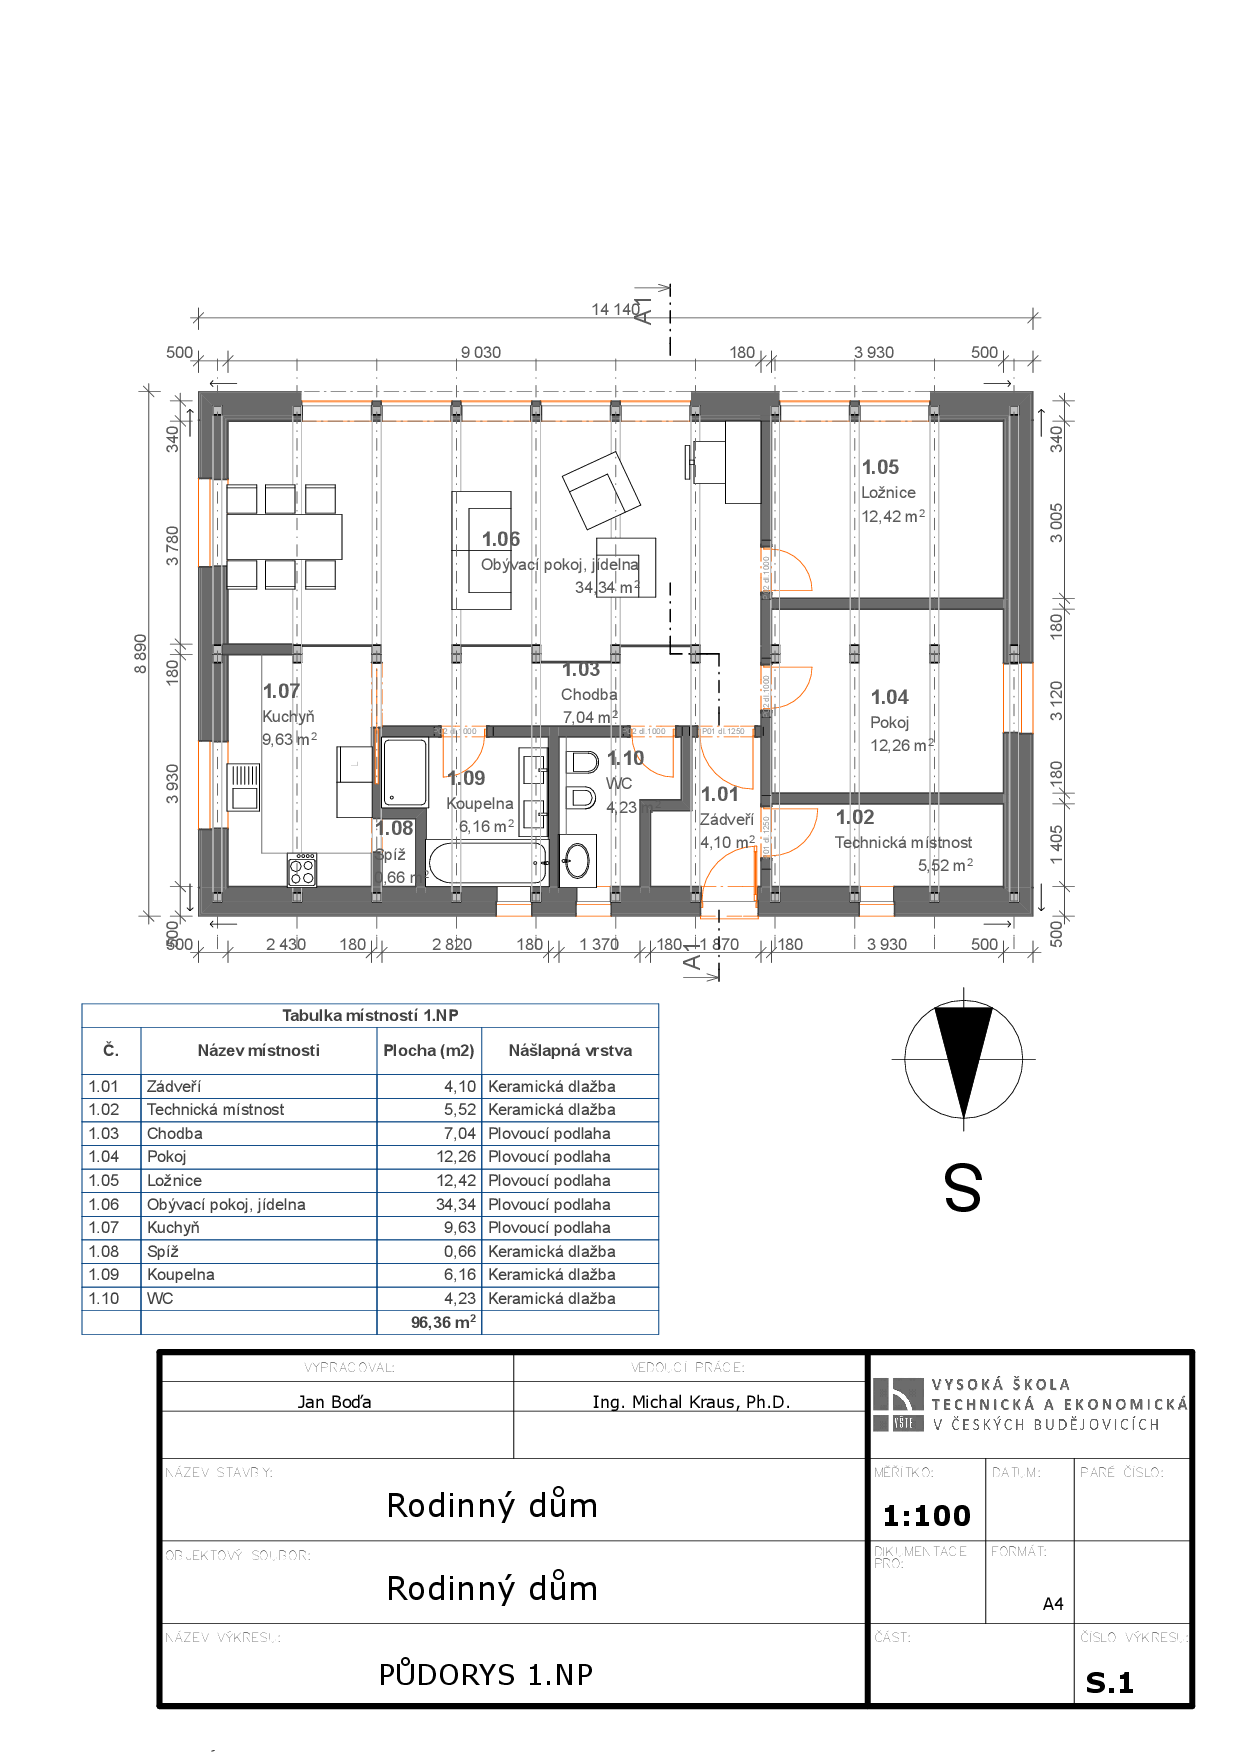 14 140
A1
500
9 030
180
3 930
500
340
3 780
180
3 930
500
8 890
340
3 005
180
3 120
180
1 405
500
1.05
Ložnice
12,42 m²
1.06
Obývací pokoj, jídelna
34,34 m²
1.03
Chodba
7,04 m²
1.07
Kuchyň
9,63 m²
1.04
Pokoj
12,26 m²
1.10
WC
4,23
1.09
Koupelna
6,16 m²
1.01
Zádveří
4,10 m²
1.02
Technická místnost
5,52 m²
1.08
Spíž
0,66 m²
P01 dl.1250
500
2 430
180
2 820
180
1 370
180
1 870
180
3 930
500
A1
Tabulka místností 1.NP
Č. Název místnosti Plocha (m2) Nášlapná vrstva
1.01 Zádveří 4,10 Keramická dlažba
1.02 Technická místnost 5,52 Keramická dlažba
1.03 Chodba 7,04 Plovoucí podlaha
1.04 Pokoj 12,26 Plovoucí podlaha
1.05 Ložnice 12,42 Plovoucí podlaha
1.06 Obývací pokoj, jídelna 34,34 Plovoucí podlaha
1.07 Kuchyň 9,63 Plovoucí podlaha
1.08 Spíž 0,66 Keramická dlažba
1.09 Koupelna 6,16 Keramická dlažba
1.10 WC 4,23 Keramická dlažba
96,36 m²
S
VYPRACOVAL: VEDOUCÍ PRÁCE:
Jan Boďa Ing. Michal Kraus, Ph.D.
VŠTE
VYSOKÁ ŠKOLA
TECHNICKÁ A EKONOMICKÁ
V ČESKÝCH BUDĚJOVICÍCH
NÁZEV STAVBY:
Rodinný dům
MĚŘÍTKO: DATUM: PARÉ ČÍSLO:
1:100
OBJEKTOVÝ SOUBOR:
Rodinný dům
DOKUMENTACE
PRO:
FORMÁT:
A4
NÁZEV VÝKRESU:
PŮDORYS 1.NP
ČÁST: ČÍSLO VÝKRESU:
S.1